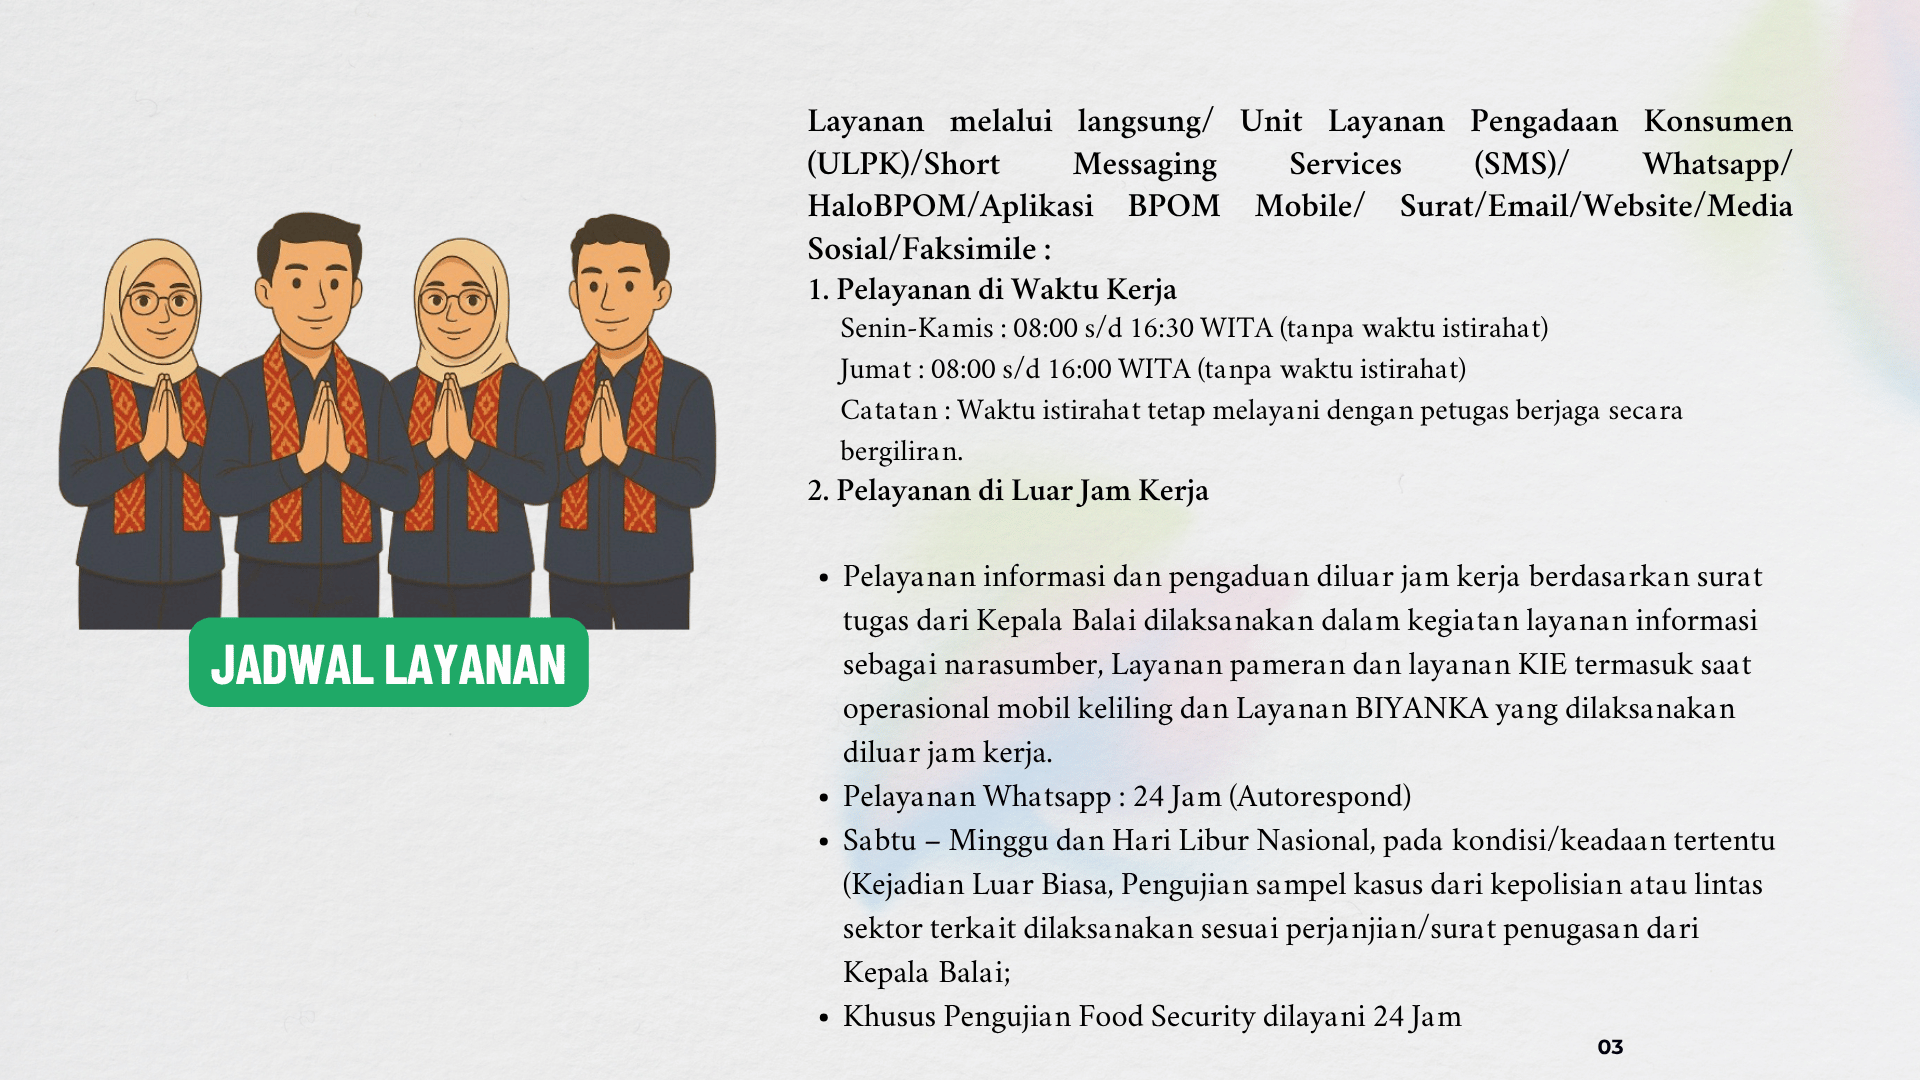 Layanan melalui langsung/ Unit Layanan Pengadaan Konsumen
(ULPK)/Short Messaging Services (SMS)/ Whatsapp/
HaloBPOM/Aplikasi BPOM Mobile/ Surat/Email/Website/Media
Sosial/Faksimile :
1. Pelayanan di Waktu Kerja
Senin-Kamis : 08:00 s/d 16:30 WITA (tanpa waktu istirahat)
Jumat : 08:00 s/d 16:00 WITA (tanpa waktu istirahat)
Catatan : Waktu istirahat tetap melayani dengan petugas berjaga secara
bergiliran.
2. Pelayanan di Luar Jam Kerja
• Pelayanan informasi dan pengaduan diluar jam kerja berdasarkan surat
tugas dari Kepala Balai dilaksanakan dalam kegiatan layanan informasi
sebagai narasumber, Layanan pameran dan layanan KIE termasuk saat
operasional mobil keliling dan Layanan BIYANKA yang dilaksanakan
diluar jam kerja.
• Pelayanan Whatsapp : 24 Jam (Autorespond)
• Sabtu – Minggu dan Hari Libur Nasional, pada kondisi/keadaan tertentu
(Kejadian Luar Biasa, Pengujian sampel kasus dari kepolisian atau lintas
sektor terkait dilaksanakan sesuai perjanjian/surat penugasan dari
Kepala Balai;
• Khusus Pengujian Food Security dilayani 24 Jam
JADWAL LAYANAN
03